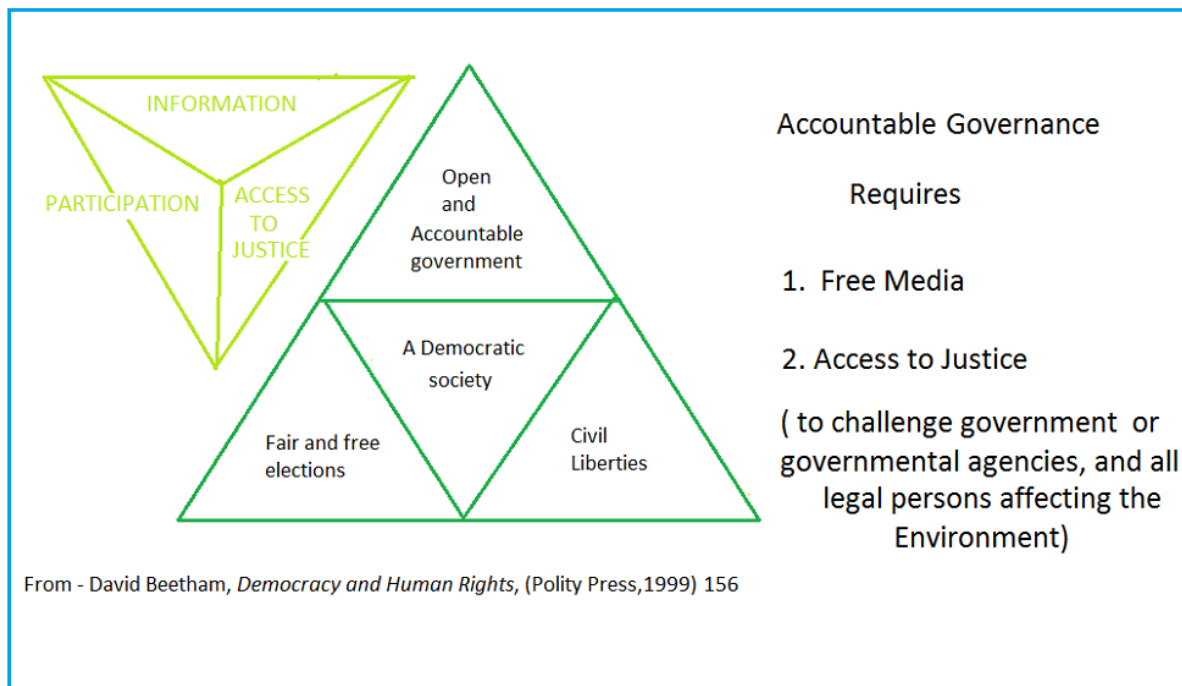 INFORMATION
PARTICIPATION
ACCESS
TO
JUSTICE
Open
and
Accountable
government
A Democratic
society
Fair and free
elections
Civil
Liberties
Accountable Governance
Requires
1. Free Media
2. Access to Justice
( to challenge government or
governmental agencies, and all
legal persons affecting the
Environment)
From - David Beetham, Democracy and Human Rights, (Polity Press,1999) 156